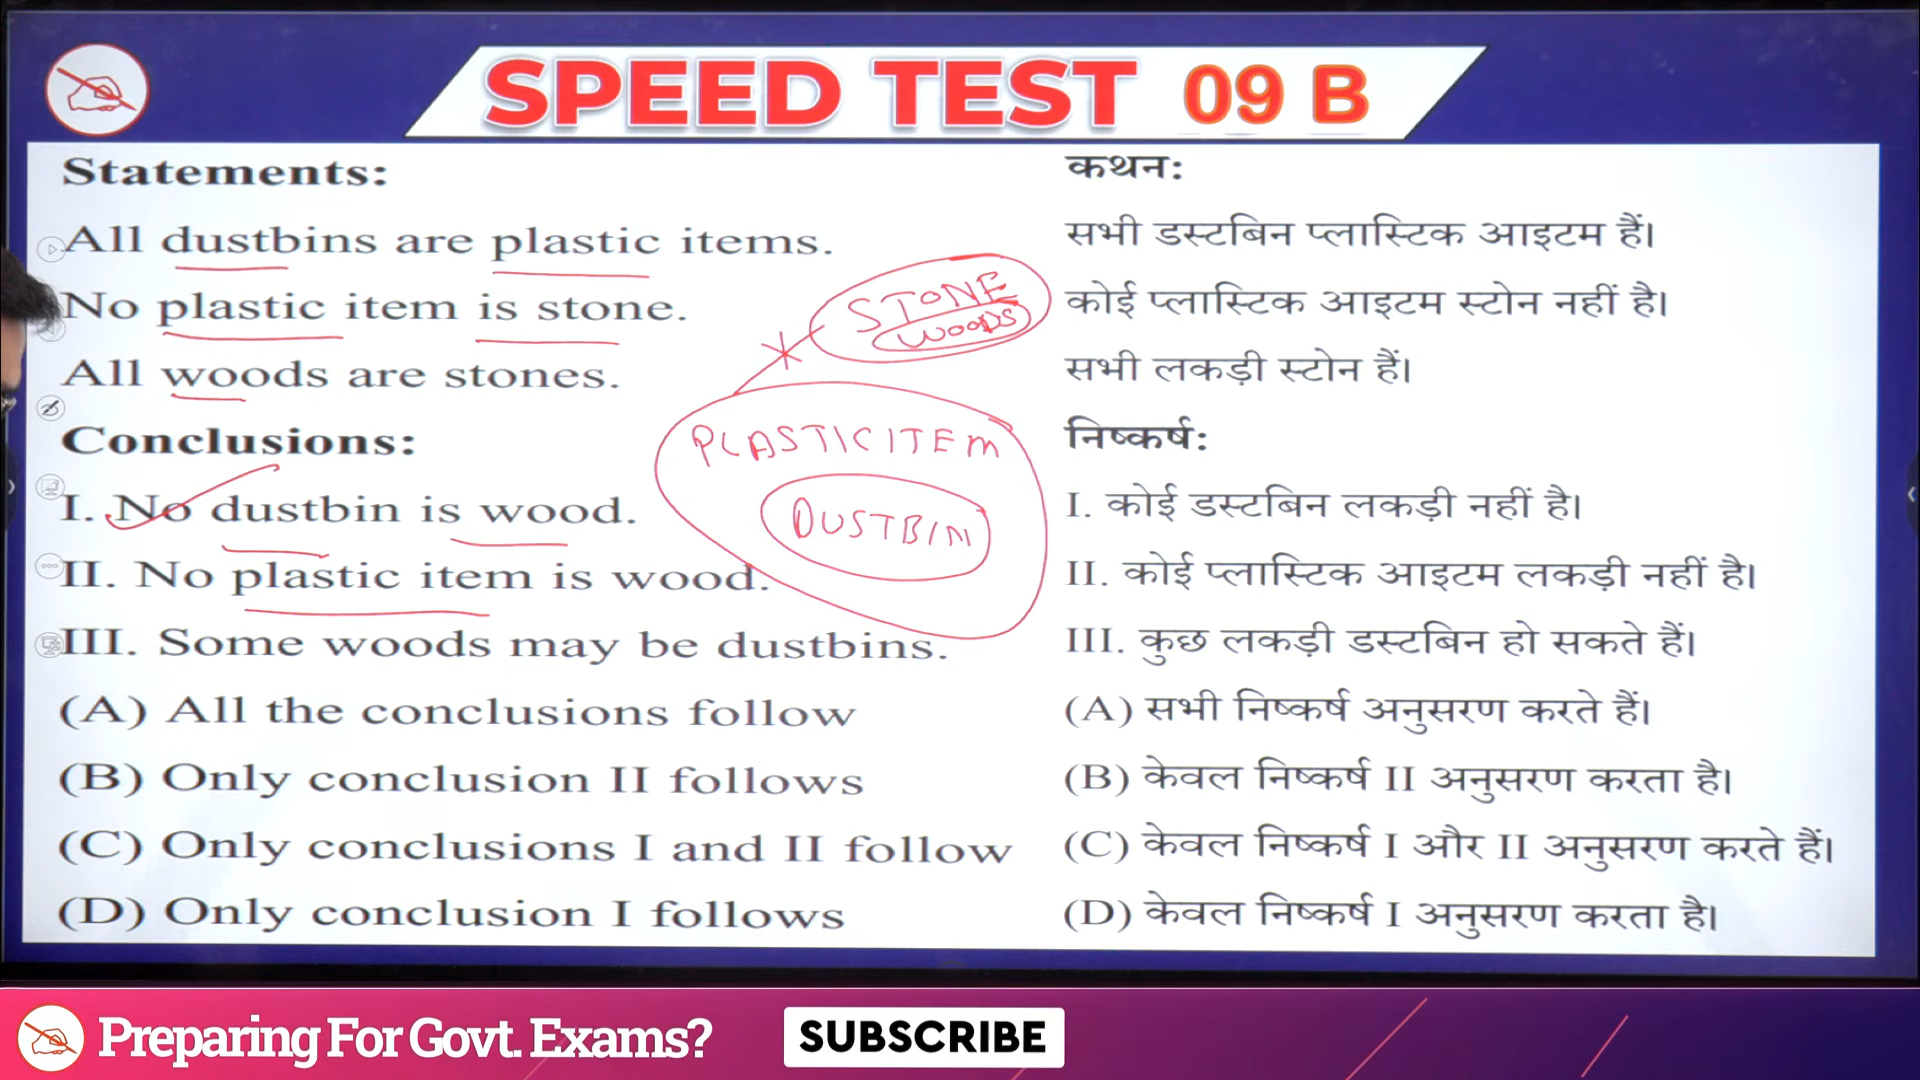 SPEED TEST 09 B
Statements:
All dustbins are plastic items.
No plastic item is stone.
All woods are stones.
Conclusions:
I. No dustbin is wood.
II. No plastic item is wood.
III. Some woods may be dustbins.
(A) All the conclusions follow
(B) Only conclusion II follows
(C) Only conclusions I and II follow
(D) Only conclusion I follows
STONE
WOODS
PLASTIC ITEM
DUSTBIN
कथन:
सभी डस्टबिन प्लास्टिक आइटम हैं।
कोई प्लास्टिक आइटम स्टोन नहीं है।
सभी लकड़ी स्टोन हैं।
निष्कर्ष:
I. कोई डस्टबिन लकड़ी नहीं है।
II. कोई प्लास्टिक आइटम लकड़ी नहीं है।
III. कुछ लकड़ी डस्टबिन हो सकते हैं।
(A) सभी निष्कर्ष अनुसरण करते हैं।
(B) केवल निष्कर्ष II अनुसरण करता है।
(C) केवल निष्कर्ष I और II अनुसरण करते हैं।
(D) केवल निष्कर्ष I अनुसरण करता है।
Preparing For Govt. Exams?
SUBSCRIBE